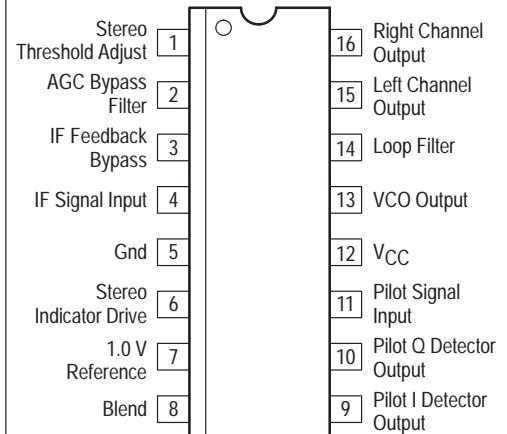 Stereo
Threshold Adjust
1
AGC Bypass
Filter
2
IF Feedback
Bypass
3
IF Signal Input
4
Gnd
5
Stereo
Indicator Drive
6
1.0 V
Reference
7
Blend
8
16
Right Channel
Output
15
Left Channel
Output
14
Loop Filter
13
VCO Output
12
VCC
11
Pilot Signal
Input
10
Pilot Q Detector
Output
9
Pilot I Detector
Output